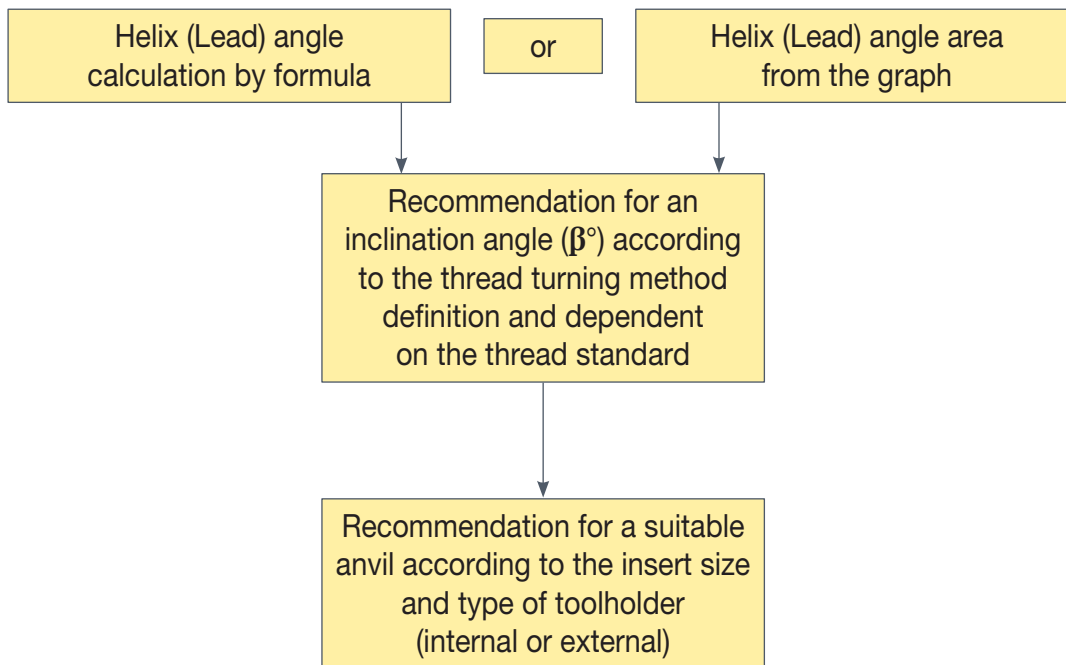 Helix (Lead) angle
calculation by formula
or
Helix (Lead) angle area
from the graph
Recommendation for an
inclination angle (β°) according
to the thread turning method
definition and dependent
on the thread standard
Recommendation for a suitable
anvil according to the insert size
and type of toolholder
(internal or external)